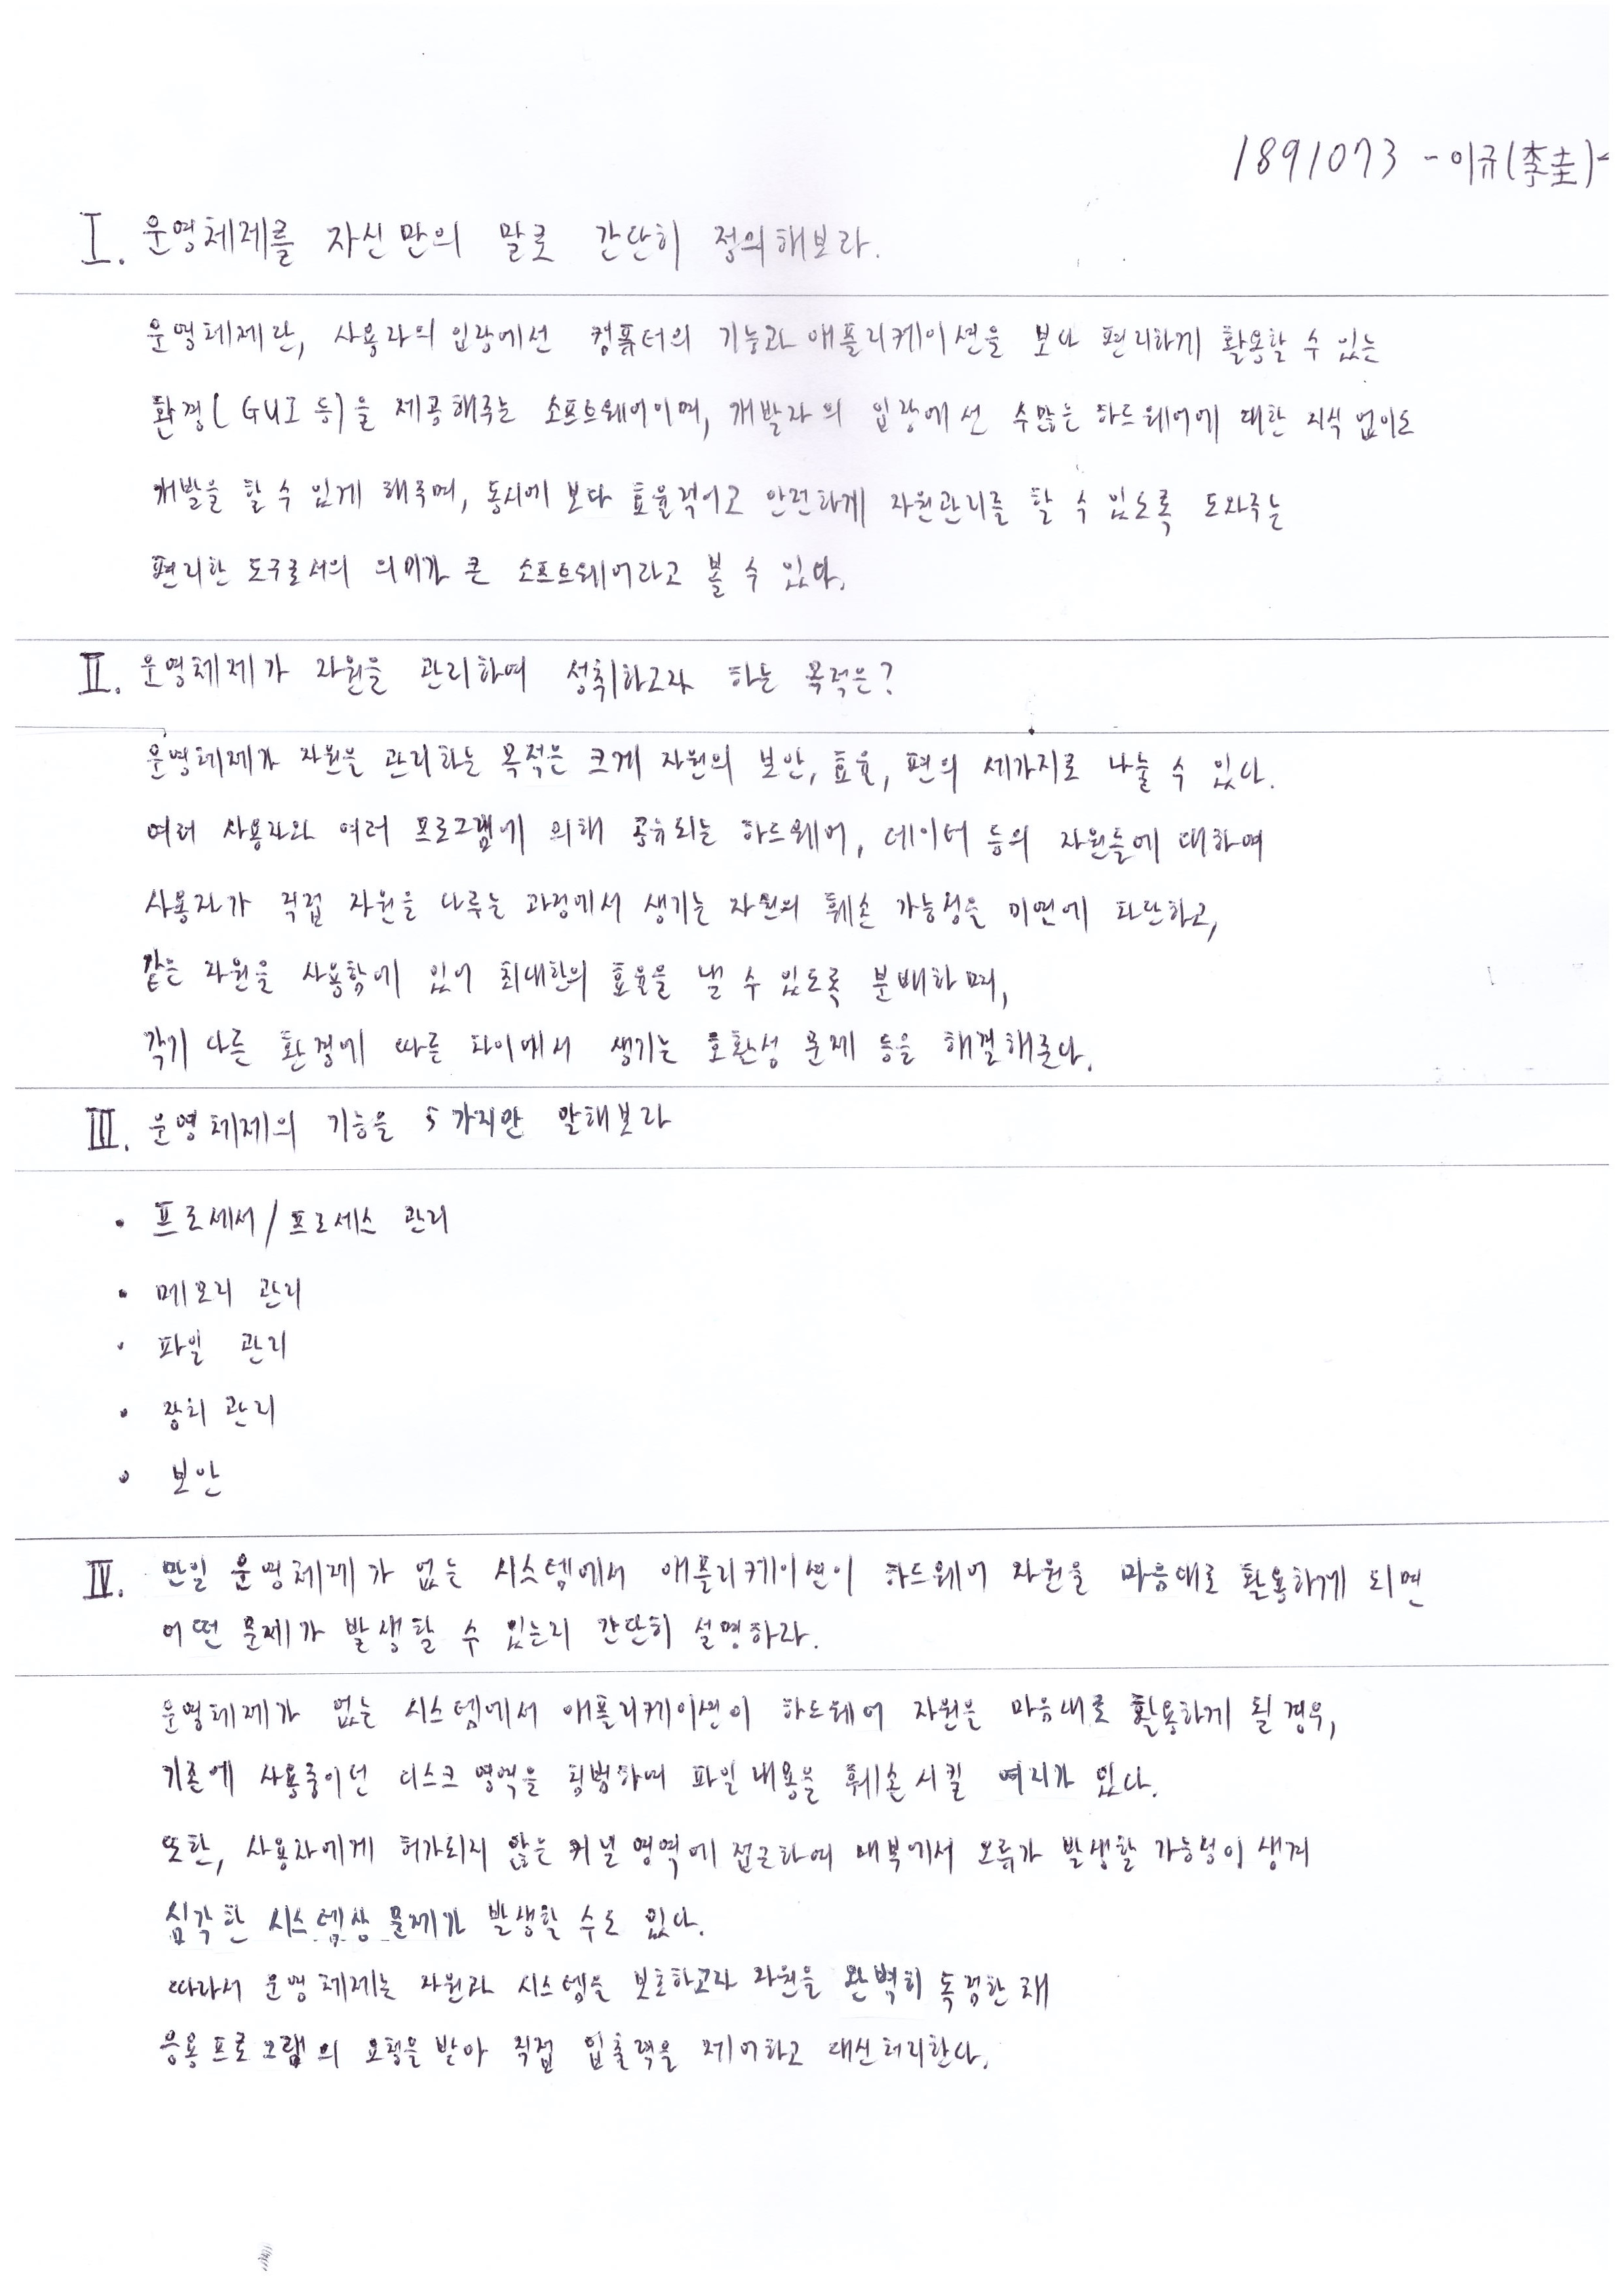 1891073 - 이규(李圭)-
I. 운영체제를 자신만의 말로 간단히 정의해보라.
운영체제란, 사용자의 입장에선 컴퓨터의 기능과 애플리케이션을 보다 편리하게 활용할 수 있는
환경(GUI 등)을 제공해주는 소프트웨어이며, 개발자의 입장에선 수많은 하드웨어에 대한 지식 없이도
개발을 할 수 있게 해주며, 동시에 보다 효율적이고 안전하게 자원관리를 할 수 있도록 도와주는
편리한 도구로서의 의미가 큰 소프트웨어라고 볼 수 있다.
II. 운영체제가 자원을 관리하여 성취하고자 하는 목적은?
운영체제가 자원을 관리하는 목적은 크게 자원의 보안, 효율, 편의 세가지로 나눌 수 있다.
여러 사용자와 여러 프로그램에 의해 공유되는 하드웨어, 데이터 등의 자원들에 대하여
사용자가 직접 자원을 다루는 과정에서 생기는 자원의 훼손 가능성을 미연에 차단하고,
같은 자원을 사용함에 있어 최대한의 효율을 낼 수 있도록 분배하며,
각기 다른 환경에 따른 차이에서 생기는 호환성 문제 등을 해결해준다.
III. 운영체제의 기능을 5가지만 말해보라
• 프로세서/프로세스 관리
• 메모리 관리
• 파일 관리
• 장치 관리
• 보안
IV. 만일 운영체제가 없는 시스템에서 애플리케이션이 하드웨어 자원을 마음대로 활용하게 되면
어떤 문제가 발생할 수 있는지 간단히 설명하라.
운영체제가 없는 시스템에서 애플리케이션이 하드웨어 자원을 마음대로 활용하게 될 경우,
기존에 사용중이던 디스크 영역을 침범하여 파일 내용을 훼손시킬 여지가 있다.
또한, 사용자에게 허가되지 않는 커널 영역에 접근하여 내부에서 오류가 발생할 가능성이 생겨
심각한 시스템상 문제가 발생할 수도 있다.
따라서 운영체제는 자원과 시스템을 보호하고자 자원을 완벽히 독점한 채
응용프로그램의 요청을 받아 직접 입출력을 제어하고 대신처리한다.